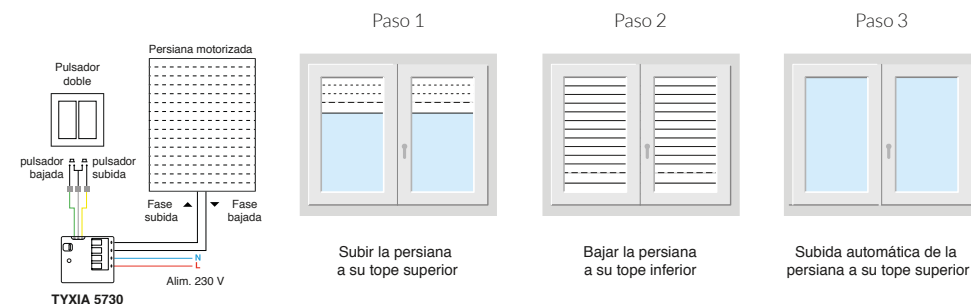 Paso 1
Paso 2
Paso 3
Persiana motorizada
Pulsador
doble
pulsador
bajada
pulsador
subida
Fase
subida
Fase
bajada
N
L
Alim. 230 V
TYXIA 5730
Subir la persiana
a su tope superior
Bajar la persiana
a su tope inferior
Subida automática de la
persiana a su tope superior